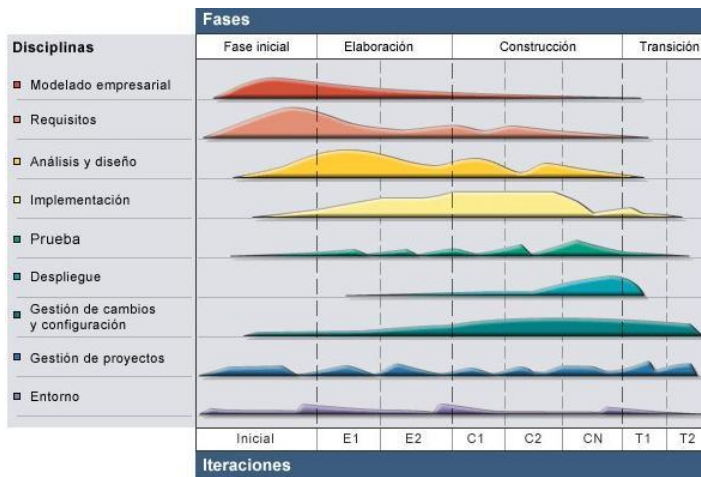 Fases
Disciplinas
Fase inicial Elaboración Construcción Transición
Modelado empresarial
Requisitos
Análisis y diseño
Implementación
Prueba
Despliegue
Gestión de cambios
y configuración
Gestión de proyectos
Entorno
Inicial E1 E2 C1 C2 CN T1 T2
Iteraciones